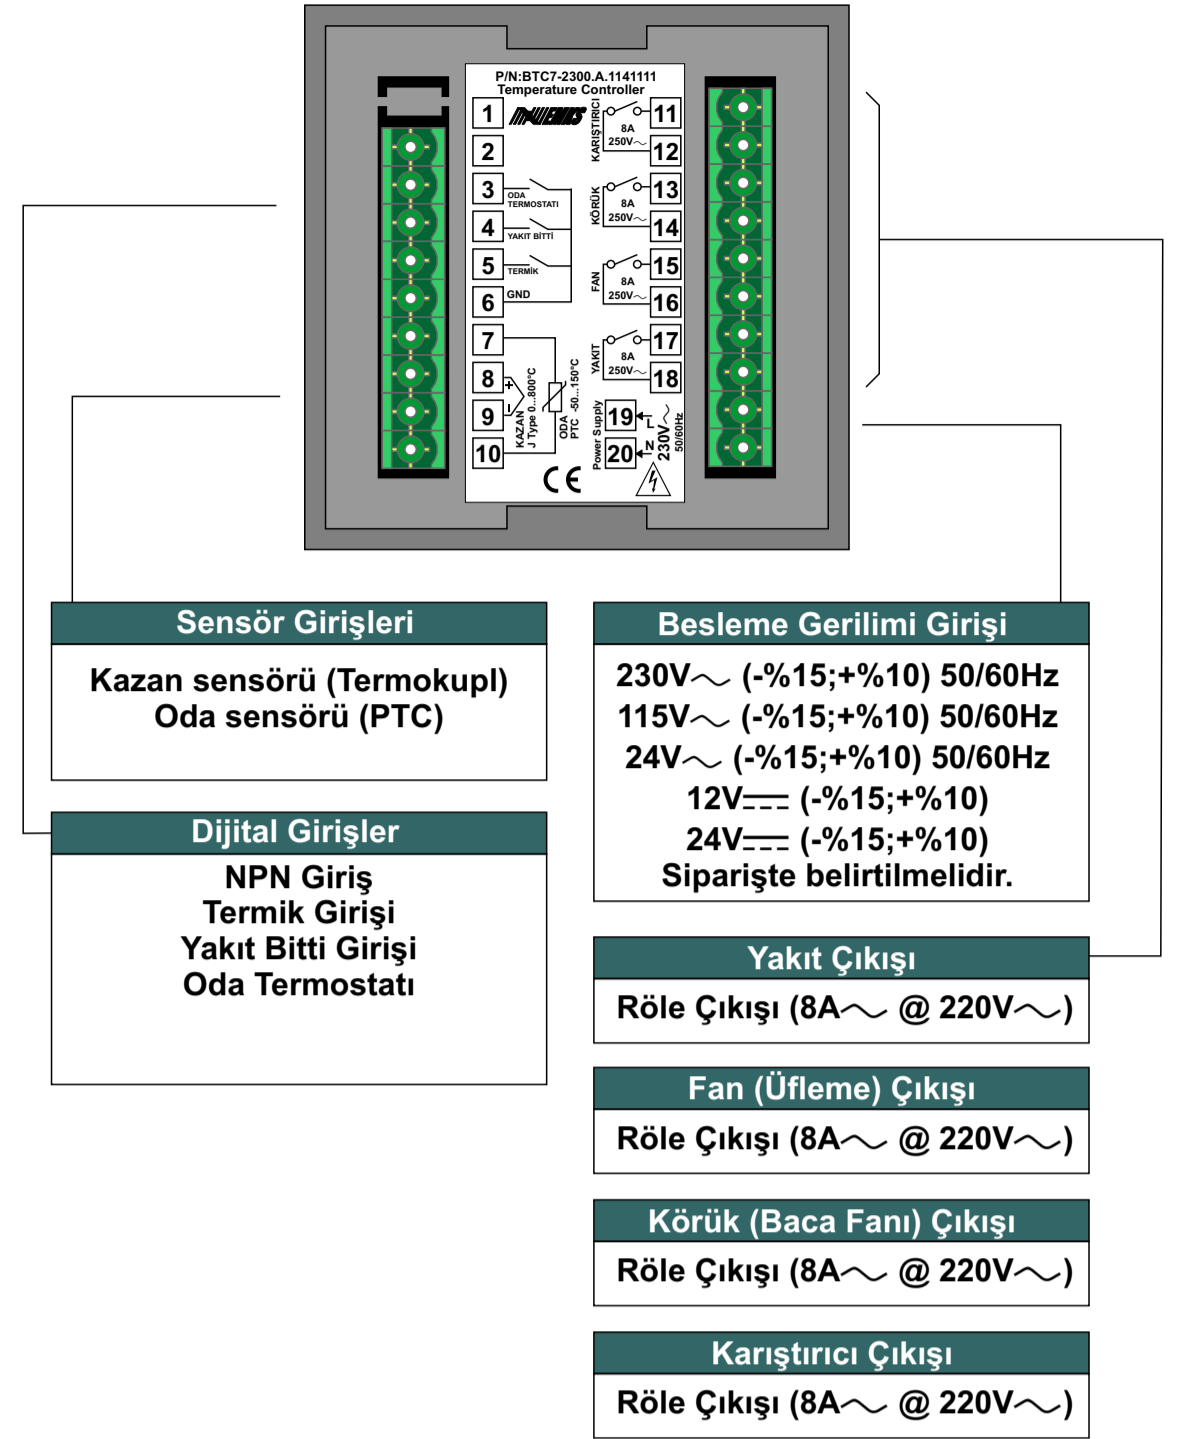 P/N:BTC7-2300.A.1141111
Temperature Controller
1
2
3 ODA
TERMOSTATI
4 YAKIT BİTTİ
5 TERMİK
6 GND
7
8 +
9 -
10
KAZAN
J Type 0...800°C
ODA
PTC -50...150°C
KARIŞTIRICI
8A
250V~
11
12
KÖRÜK
8A
250V~
13
14
FAN
8A
250V~
15
16
YAKIT
8A
250V~
17
18
Power Supply
19 L
20 N
230V~
50/60Hz
CE
Sensör Girişleri
Kazan sensörü (Termokupl)
Oda sensörü (PTC)
Dijital Girişler
NPN Giriş
Termik Girişi
Yakıt Bitti Girişi
Oda Termostatı
Besleme Gerilimi Girişi
230V~ (-%15;+%10) 50/60Hz
115V~ (-%15;+%10) 50/60Hz
24V~ (-%15;+%10) 50/60Hz
12V⎓ (-%15;+%10)
24V⎓ (-%15;+%10)
Siparişte belirtilmelidir.
Yakıt Çıkışı
Röle Çıkışı (8A~ @ 220V~)
Fan (Üfleme) Çıkışı
Röle Çıkışı (8A~ @ 220V~)
Körük (Baca Fanı) Çıkışı
Röle Çıkışı (8A~ @ 220V~)
Karıştırıcı Çıkışı
Röle Çıkışı (8A~ @ 220V~)